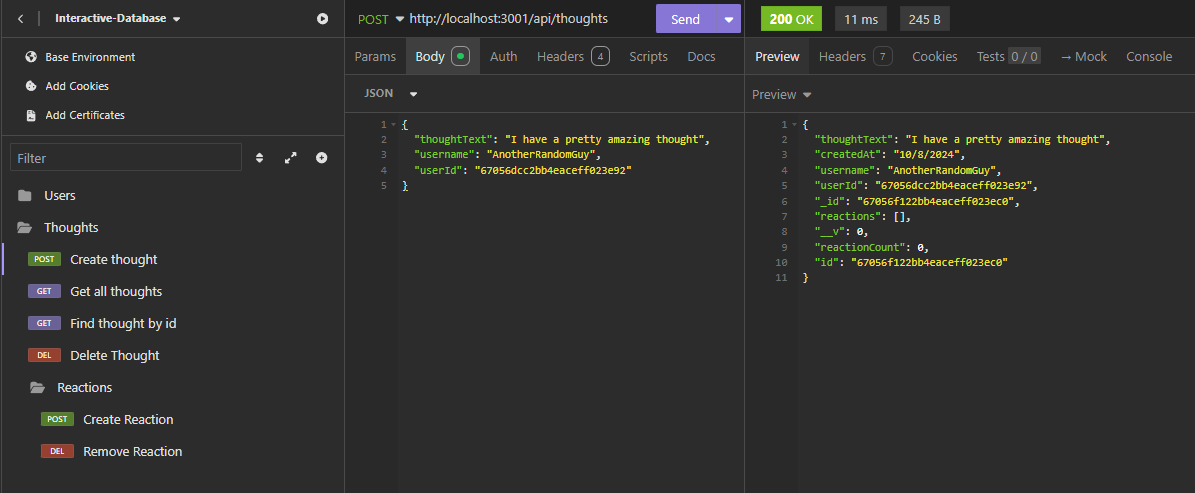 Interactive-Database
Base Environment
Add Cookies
Add Certificates
Filter
Users
Thoughts
POST Create thought
GET Get all thoughts
GET Find thought by id
DEL Delete Thought
Reactions
POST Create Reaction
DEL Remove Reaction
POST http://localhost:3001/api/thoughts Send
Params Body Auth Headers 4 Scripts Docs
JSON
1 {
2 "thoughtText": "I have a pretty amazing thought",
3 "username": "AnotherRandomGuy",
4 "userId": "67056dcc2bb4eaceff023e92"
5 }
200 OK 11 ms 245 B
Preview Headers 7 Cookies Tests 0 / 0 → Mock Console
Preview
1 {
2 "thoughtText": "I have a pretty amazing thought",
3 "createdAt": "10/8/2024",
4 "username": "AnotherRandomGuy",
5 "userId": "67056dcc2bb4eaceff023e92",
6 "_id": "67056f122bb4eaceff023ec0",
7 "reactions": [],
8 "__v": 0,
9 "reactionCount": 0,
10 "id": "67056f122bb4eaceff023ec0"
11 }